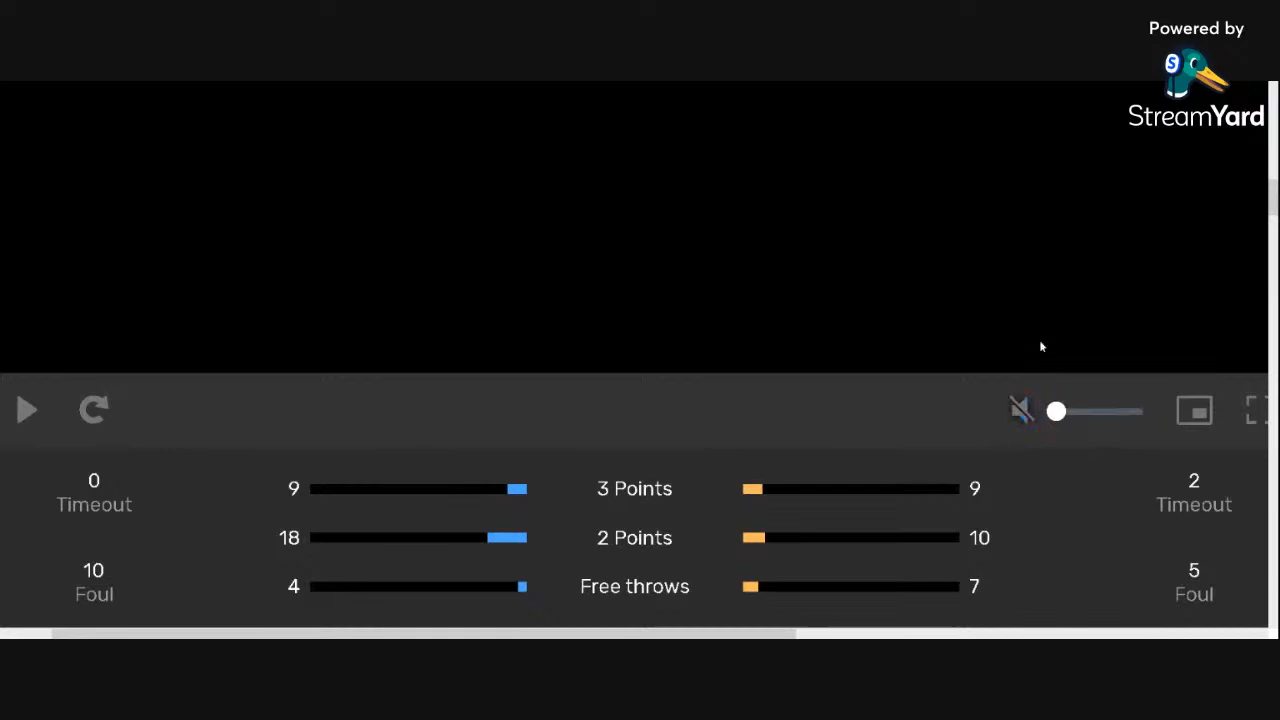 Powered by
S
StreamYard
0
Timeout
9 3 Points 9
2
Timeout
18 2 Points 10
10
Foul
4 Free throws 7
5
Foul